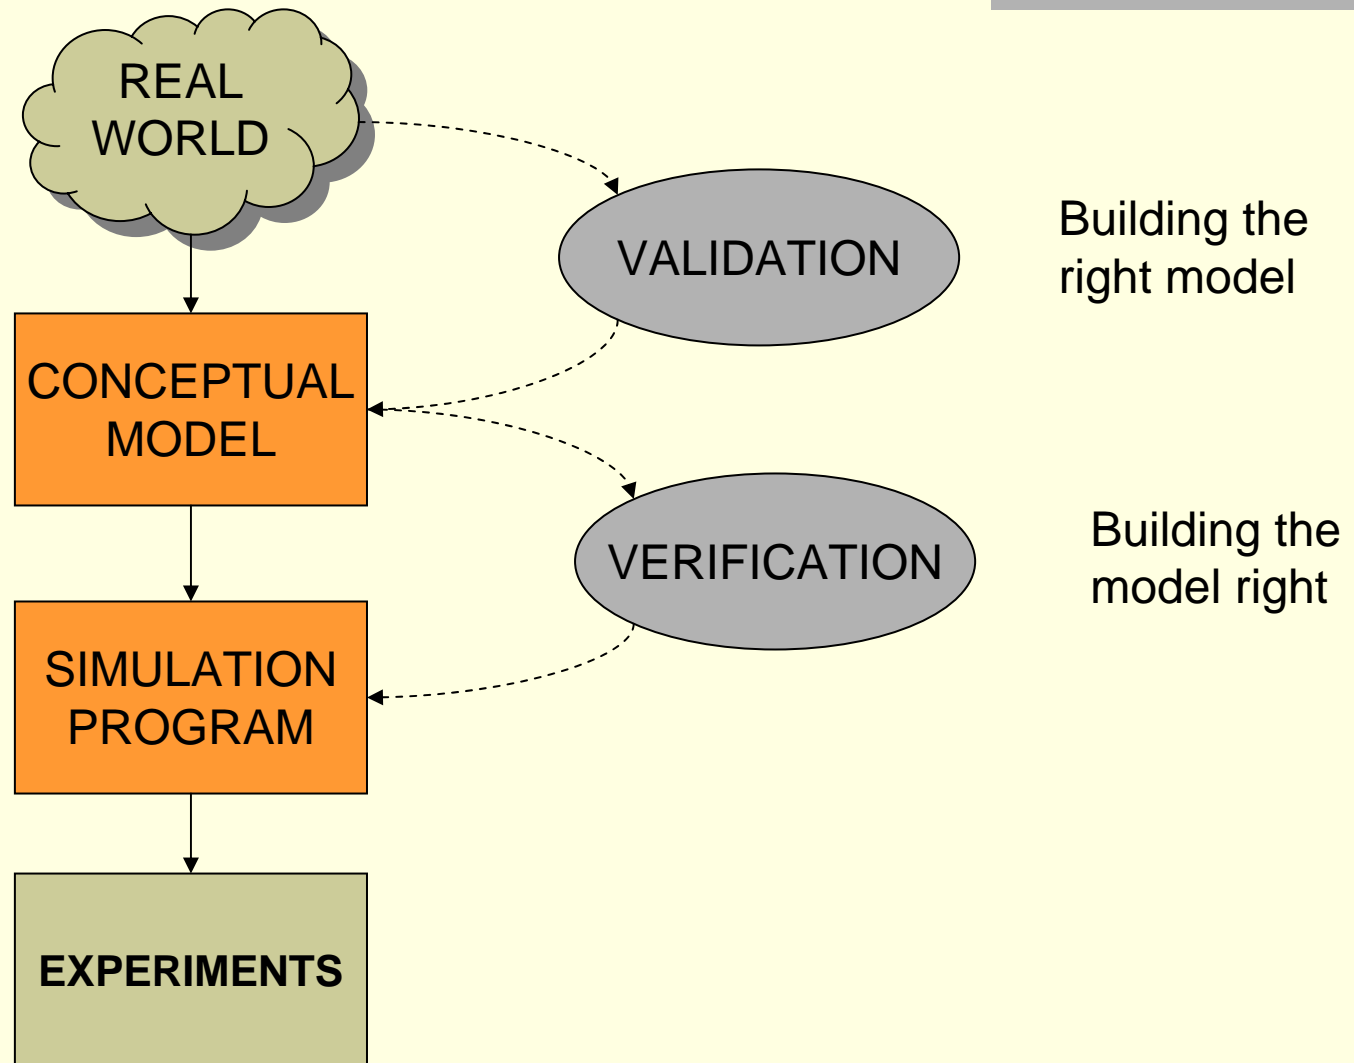 REAL
WORLD
VALIDATION
Building the
right model
CONCEPTUAL
MODEL
VERIFICATION
Building the
model right
SIMULATION
PROGRAM
EXPERIMENTS